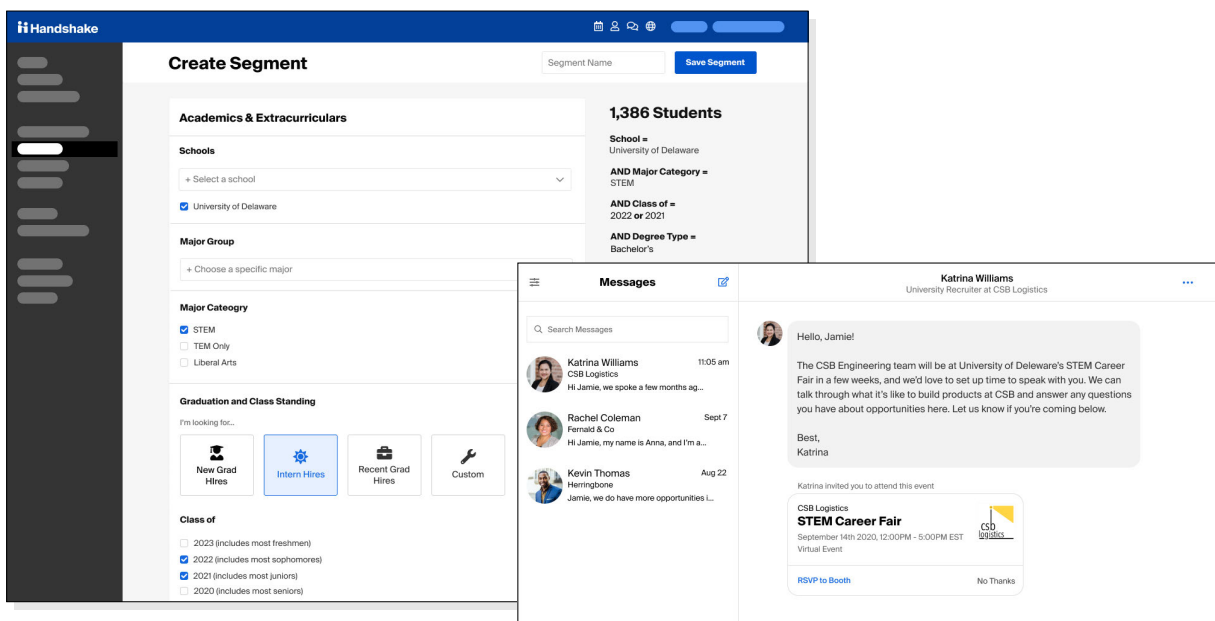 Handshake
Create Segment
Segment Name
Save Segment
Academics & Extracurriculars
Schools
+ Select a school
University of Delaware
Major Group
+ Choose a specific major
Major Cateogry
STEM
TEM Only
Liberal Arts
Graduation and Class Standing
I'm looking for...
New Grad
HIres
Intern Hires
Recent Grad
Hires
Custom
Class of
2023 (includes most freshmen)
2022 (includes most sophomores)
2021 (includes most juniors)
2020 (includes most seniors)
1,386 Students
School =
University of Delaware
AND Major Category =
STEM
AND Class of =
2022 or 2021
AND Degree Type =
Bachelor's
Messages
Search Messages
Katrina Williams 11:05 am
CSB Logistics
Hi Jamie, we spoke a few months ag...
Rachel Coleman Sept 7
Fernald & Co
Hi Jamie, my name is Anna, and I'm a...
Kevin Thomas Aug 22
Herringbone
Jamie, we do have more opportunities i...
Katrina Williams
University Recruiter at CSB Logistics
Hello, Jamie!
The CSB Engineering team will be at University of Deleware's STEM Career
Fair in a few weeks, and we'd love to set up time to speak with you. We can
talk through what it's like to build products at CSB and answer any questions
you have about opportunities here. Let us know if you're coming below.
Best,
Katrina
Katrina invited you to attend this event
CSB Logistics
STEM Career Fair
September 14th 2020, 12:00PM - 5:00PM EST
Virtual Event
CSB
logistics
RSVP to Booth
No Thanks